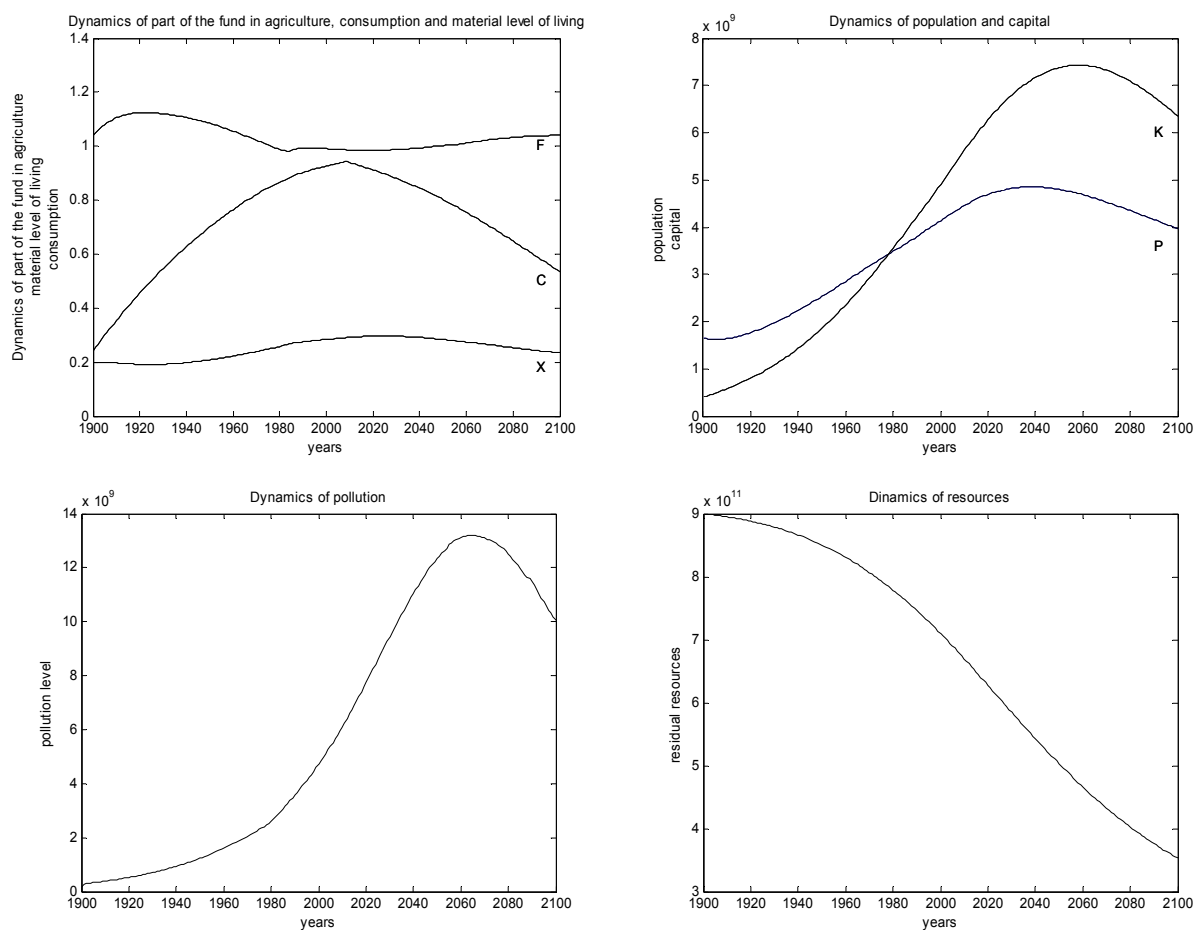 Dynamics of part of the fund in agriculture, consumption and material level of living
1.4
1.2
1
0.8
0.6
0.4
0.2
0
Dynamics of part of the fund in agriculture
material level of living
consumption
F
C
X
1900 1920 1940 1960 1980 2000 2020 2040 2060 2080 2100
years
x 10^9
Dynamics of population and capital
8
7
6
5
4
3
2
1
0
population
capital
K
P
1900 1920 1940 1960 1980 2000 2020 2040 2060 2080 2100
years
x 10^9
Dynamics of pollution
14
12
10
8
6
4
2
0
pollution level
1900 1920 1940 1960 1980 2000 2020 2040 2060 2080 2100
years
x 10^11
Dinamics of resources
9
8
7
6
5
4
3
residual resources
1900 1920 1940 1960 1980 2000 2020 2040 2060 2080 2100
years